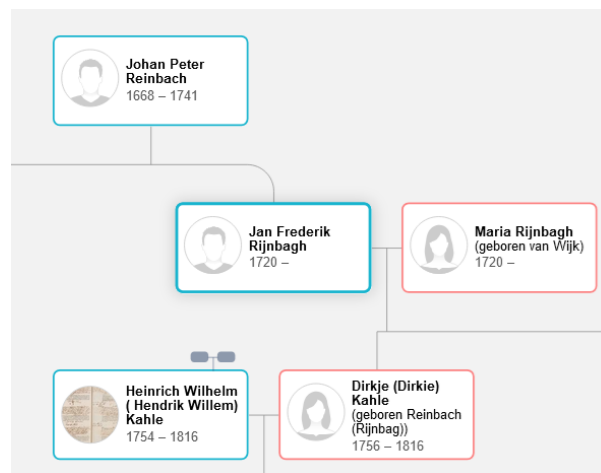 Johan Peter
Reinbach
1668 – 1741
Jan Frederik
Rijnbagh
1720 –
Maria Rijnbagh
(geboren van Wijk)
1720 –
Heinrich Wilhelm
( Hendrik Willem)
Kahle
1754 – 1816
Dirkje (Dirkie)
Kahle
(geboren Reinbach
(Rijnbag))
1756 – 1816